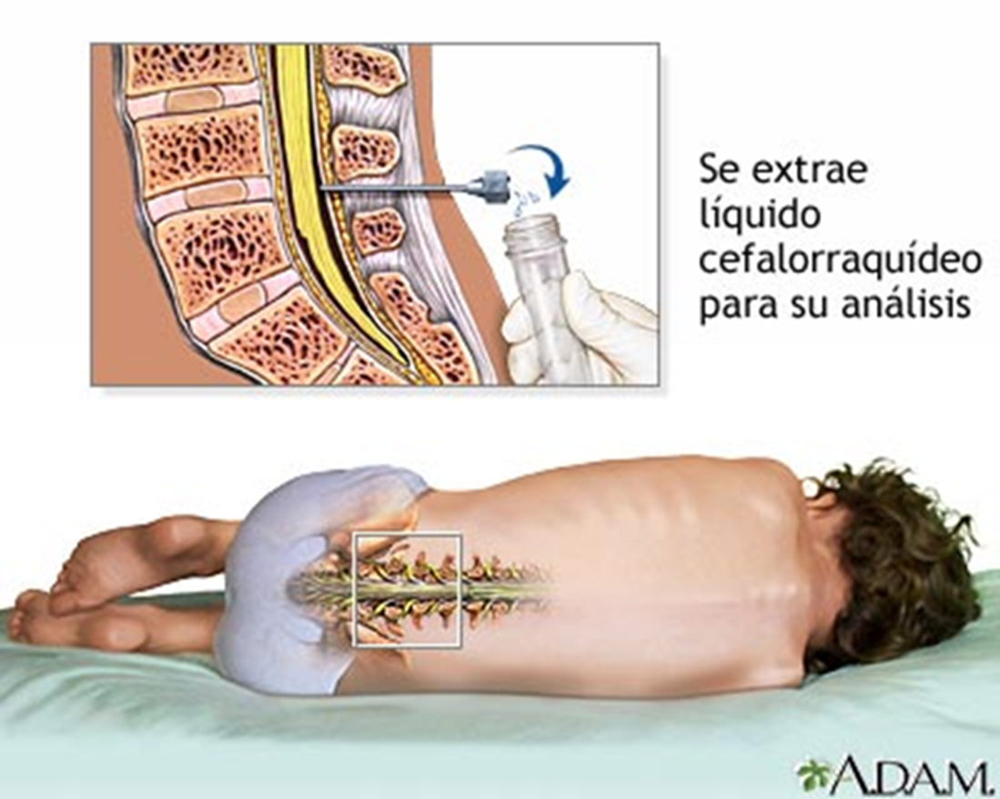 Se extrae
líquido
cefalorraquídeo
para su análisis
A.D.A.M.